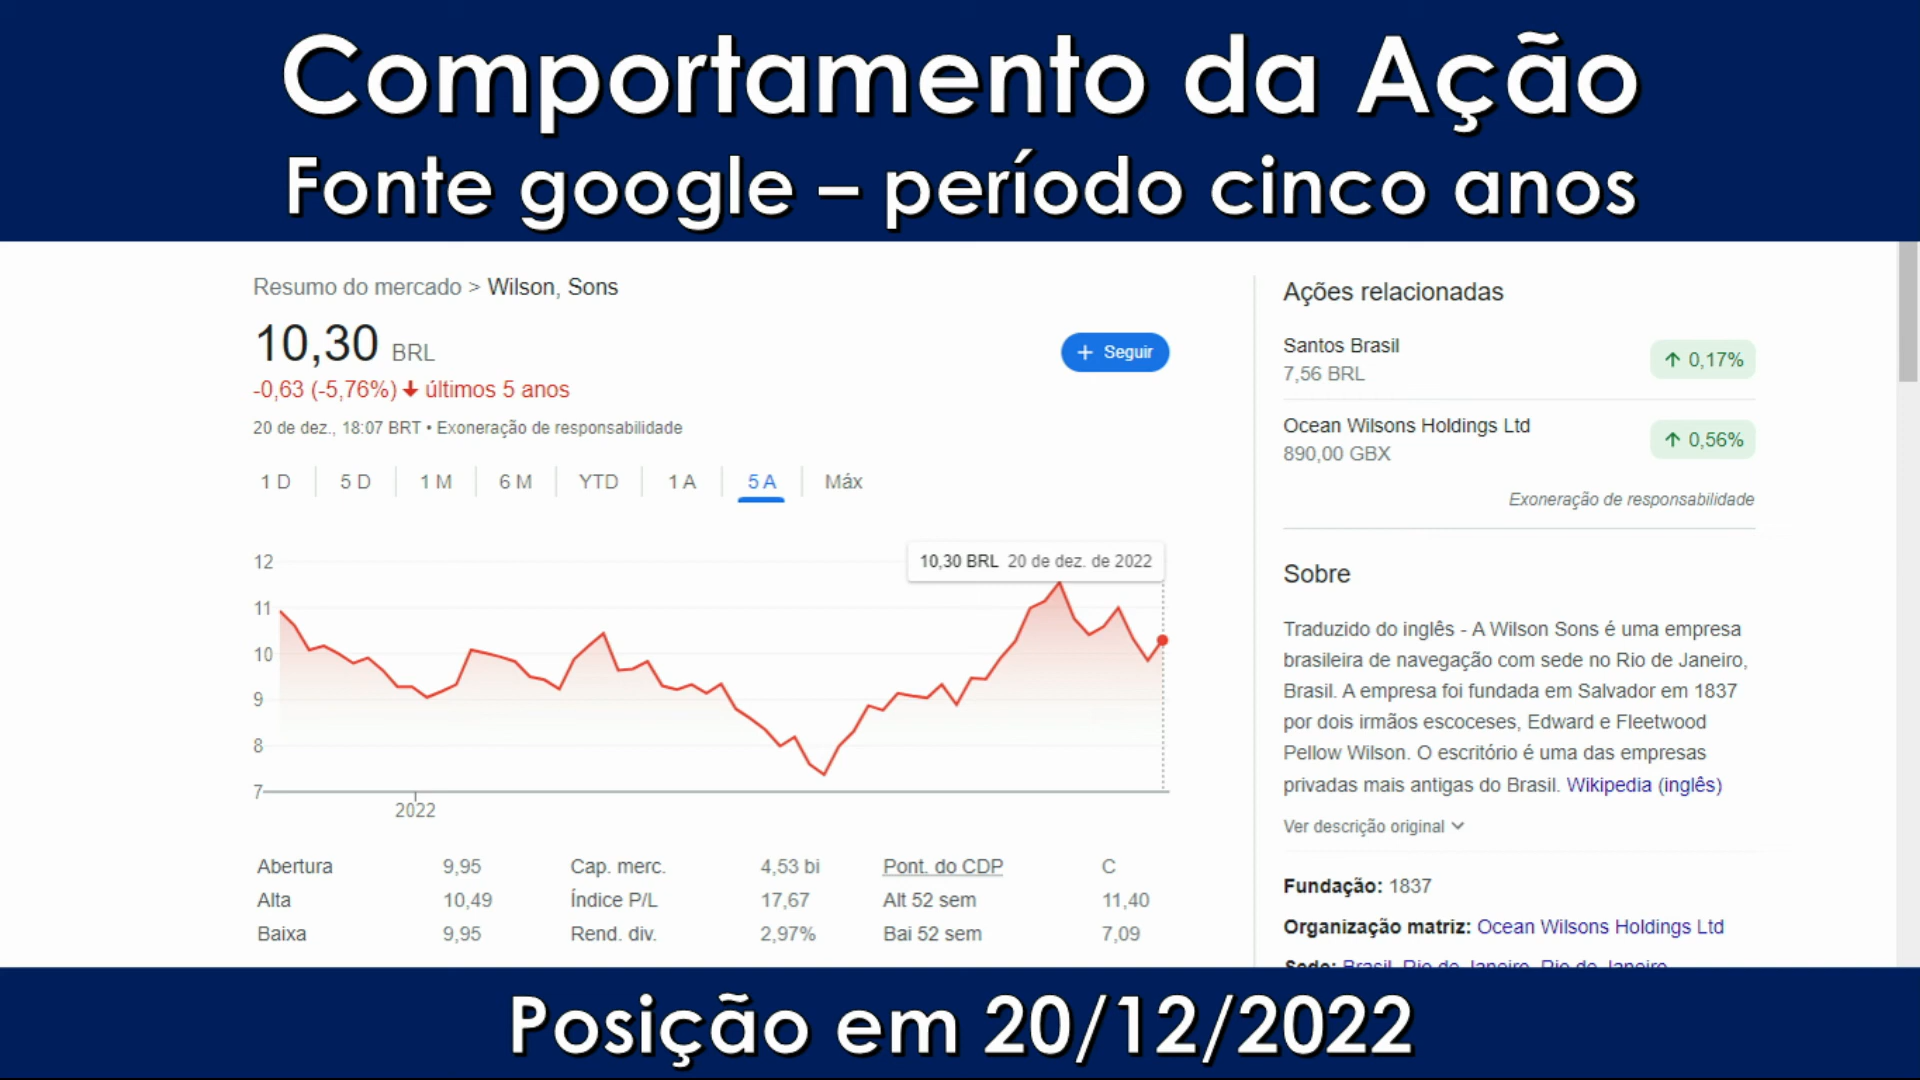 Comportamento da Ação
Fonte google – período cinco anos
Resumo do mercado > Wilson, Sons
10,30 BRL
+ Seguir
-0,63 (-5,76%) ↓ últimos 5 anos
20 de dez., 18:07 BRT • Exoneração de responsabilidade
1 D 5 D 1 M 6 M YTD 1 A 5 A Máx
10,30 BRL 20 de dez. de 2022
12
11
10
9
8
7
2022
Abertura 9,95 Cap. merc. 4,53 bi Pont. do CDP C
Alta 10,49 Índice P/L 17,67 Alt 52 sem 11,40
Baixa 9,95 Rend. div. 2,97% Bai 52 sem 7,09
Ações relacionadas
Santos Brasil
7,56 BRL
↑ 0,17%
Ocean Wilsons Holdings Ltd
890,00 GBX
↑ 0,56%
Exoneração de responsabilidade
Sobre
Traduzido do inglês - A Wilson Sons é uma empresa
brasileira de navegação com sede no Rio de Janeiro,
Brasil. A empresa foi fundada em Salvador em 1837
por dois irmãos escoceses, Edward e Fleetwood
Pellow Wilson. O escritório é uma das empresas
privadas mais antigas do Brasil. Wikipedia (inglês)
Ver descrição original
Fundação: 1837
Organização matriz: Ocean Wilsons Holdings Ltd
Sede: Brasil, Rio de Janeiro, Rio de Janeiro
Posição em 20/12/2022